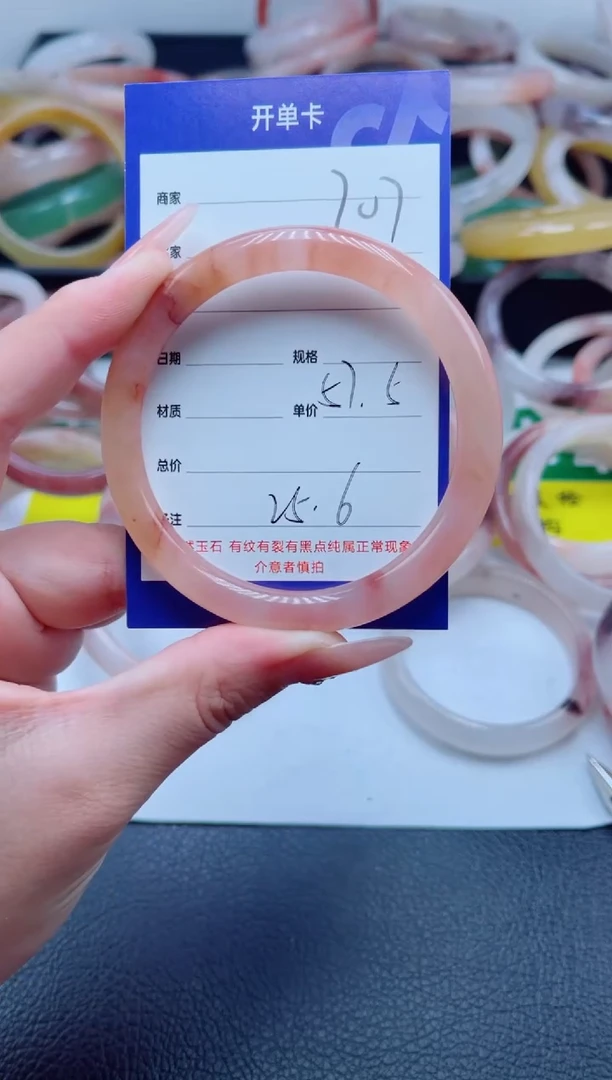 开单卡
商家 707
家
日期 规格
材质 单价 57.5
总价
注 25.6
玉石 有纹有裂有黑点纯属正常现象
介意者慎拍